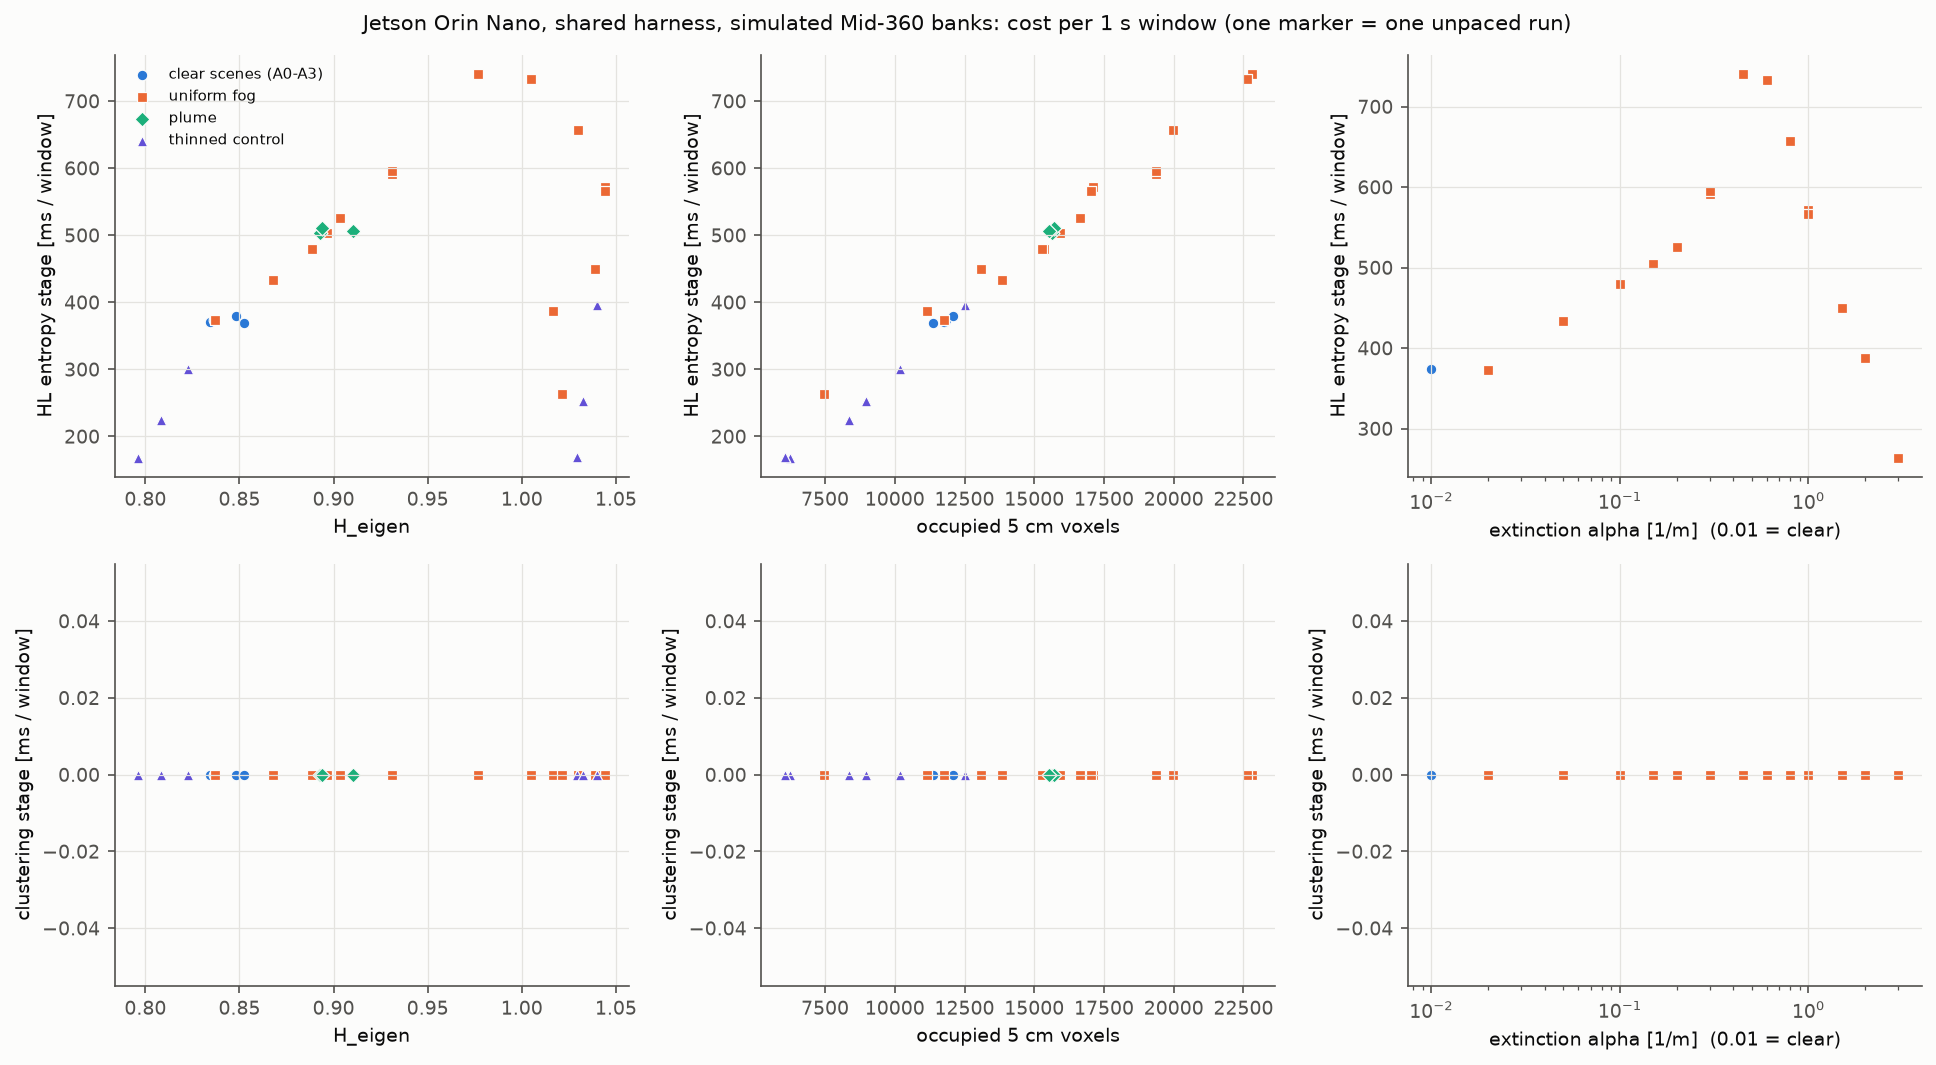 Jetson Orin Nano, shared harness, simulated Mid-360 banks: cost per 1 s window (one marker = one unpaced run)
HL entropy stage [ms / window]
700
600
500
400
300
200
clear scenes (A0-A3)
uniform fog
plume
thinned control
0.80 0.85 0.90 0.95 1.00 1.05
H_eigen
HL entropy stage [ms / window]
700
600
500
400
300
200
7500 10000 12500 15000 17500 20000 22500
occupied 5 cm voxels
HL entropy stage [ms / window]
700
600
500
400
300
10⁻² 10⁻¹ 10⁰
extinction alpha [1/m]  (0.01 = clear)
clustering stage [ms / window]
0.04
0.02
0.00
−0.02
−0.04
0.80 0.85 0.90 0.95 1.00 1.05
H_eigen
clustering stage [ms / window]
0.04
0.02
0.00
−0.02
−0.04
7500 10000 12500 15000 17500 20000 22500
occupied 5 cm voxels
clustering stage [ms / window]
0.04
0.02
0.00
−0.02
−0.04
10⁻² 10⁻¹ 10⁰
extinction alpha [1/m]  (0.01 = clear)